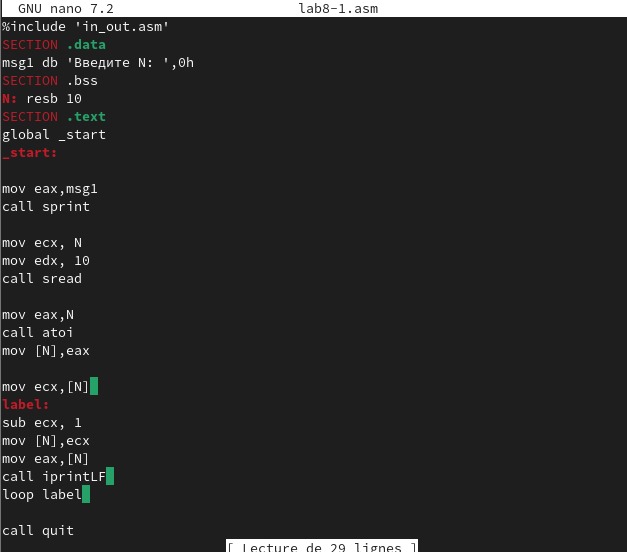 GNU nano 7.2 lab8-1.asm
%include 'in_out.asm'
SECTION .data
msg1 db 'Введите N: ',0h
SECTION .bss
N: resb 10
SECTION .text
global _start
_start:
mov eax,msg1
call sprint
mov ecx, N
mov edx, 10
call sread
mov eax,N
call atoi
mov [N],eax
mov ecx,[N]
label:
sub ecx, 1
mov [N],ecx
mov eax,[N]
call iprintLF
loop label
call quit
[ Lecture de 29 lignes ]